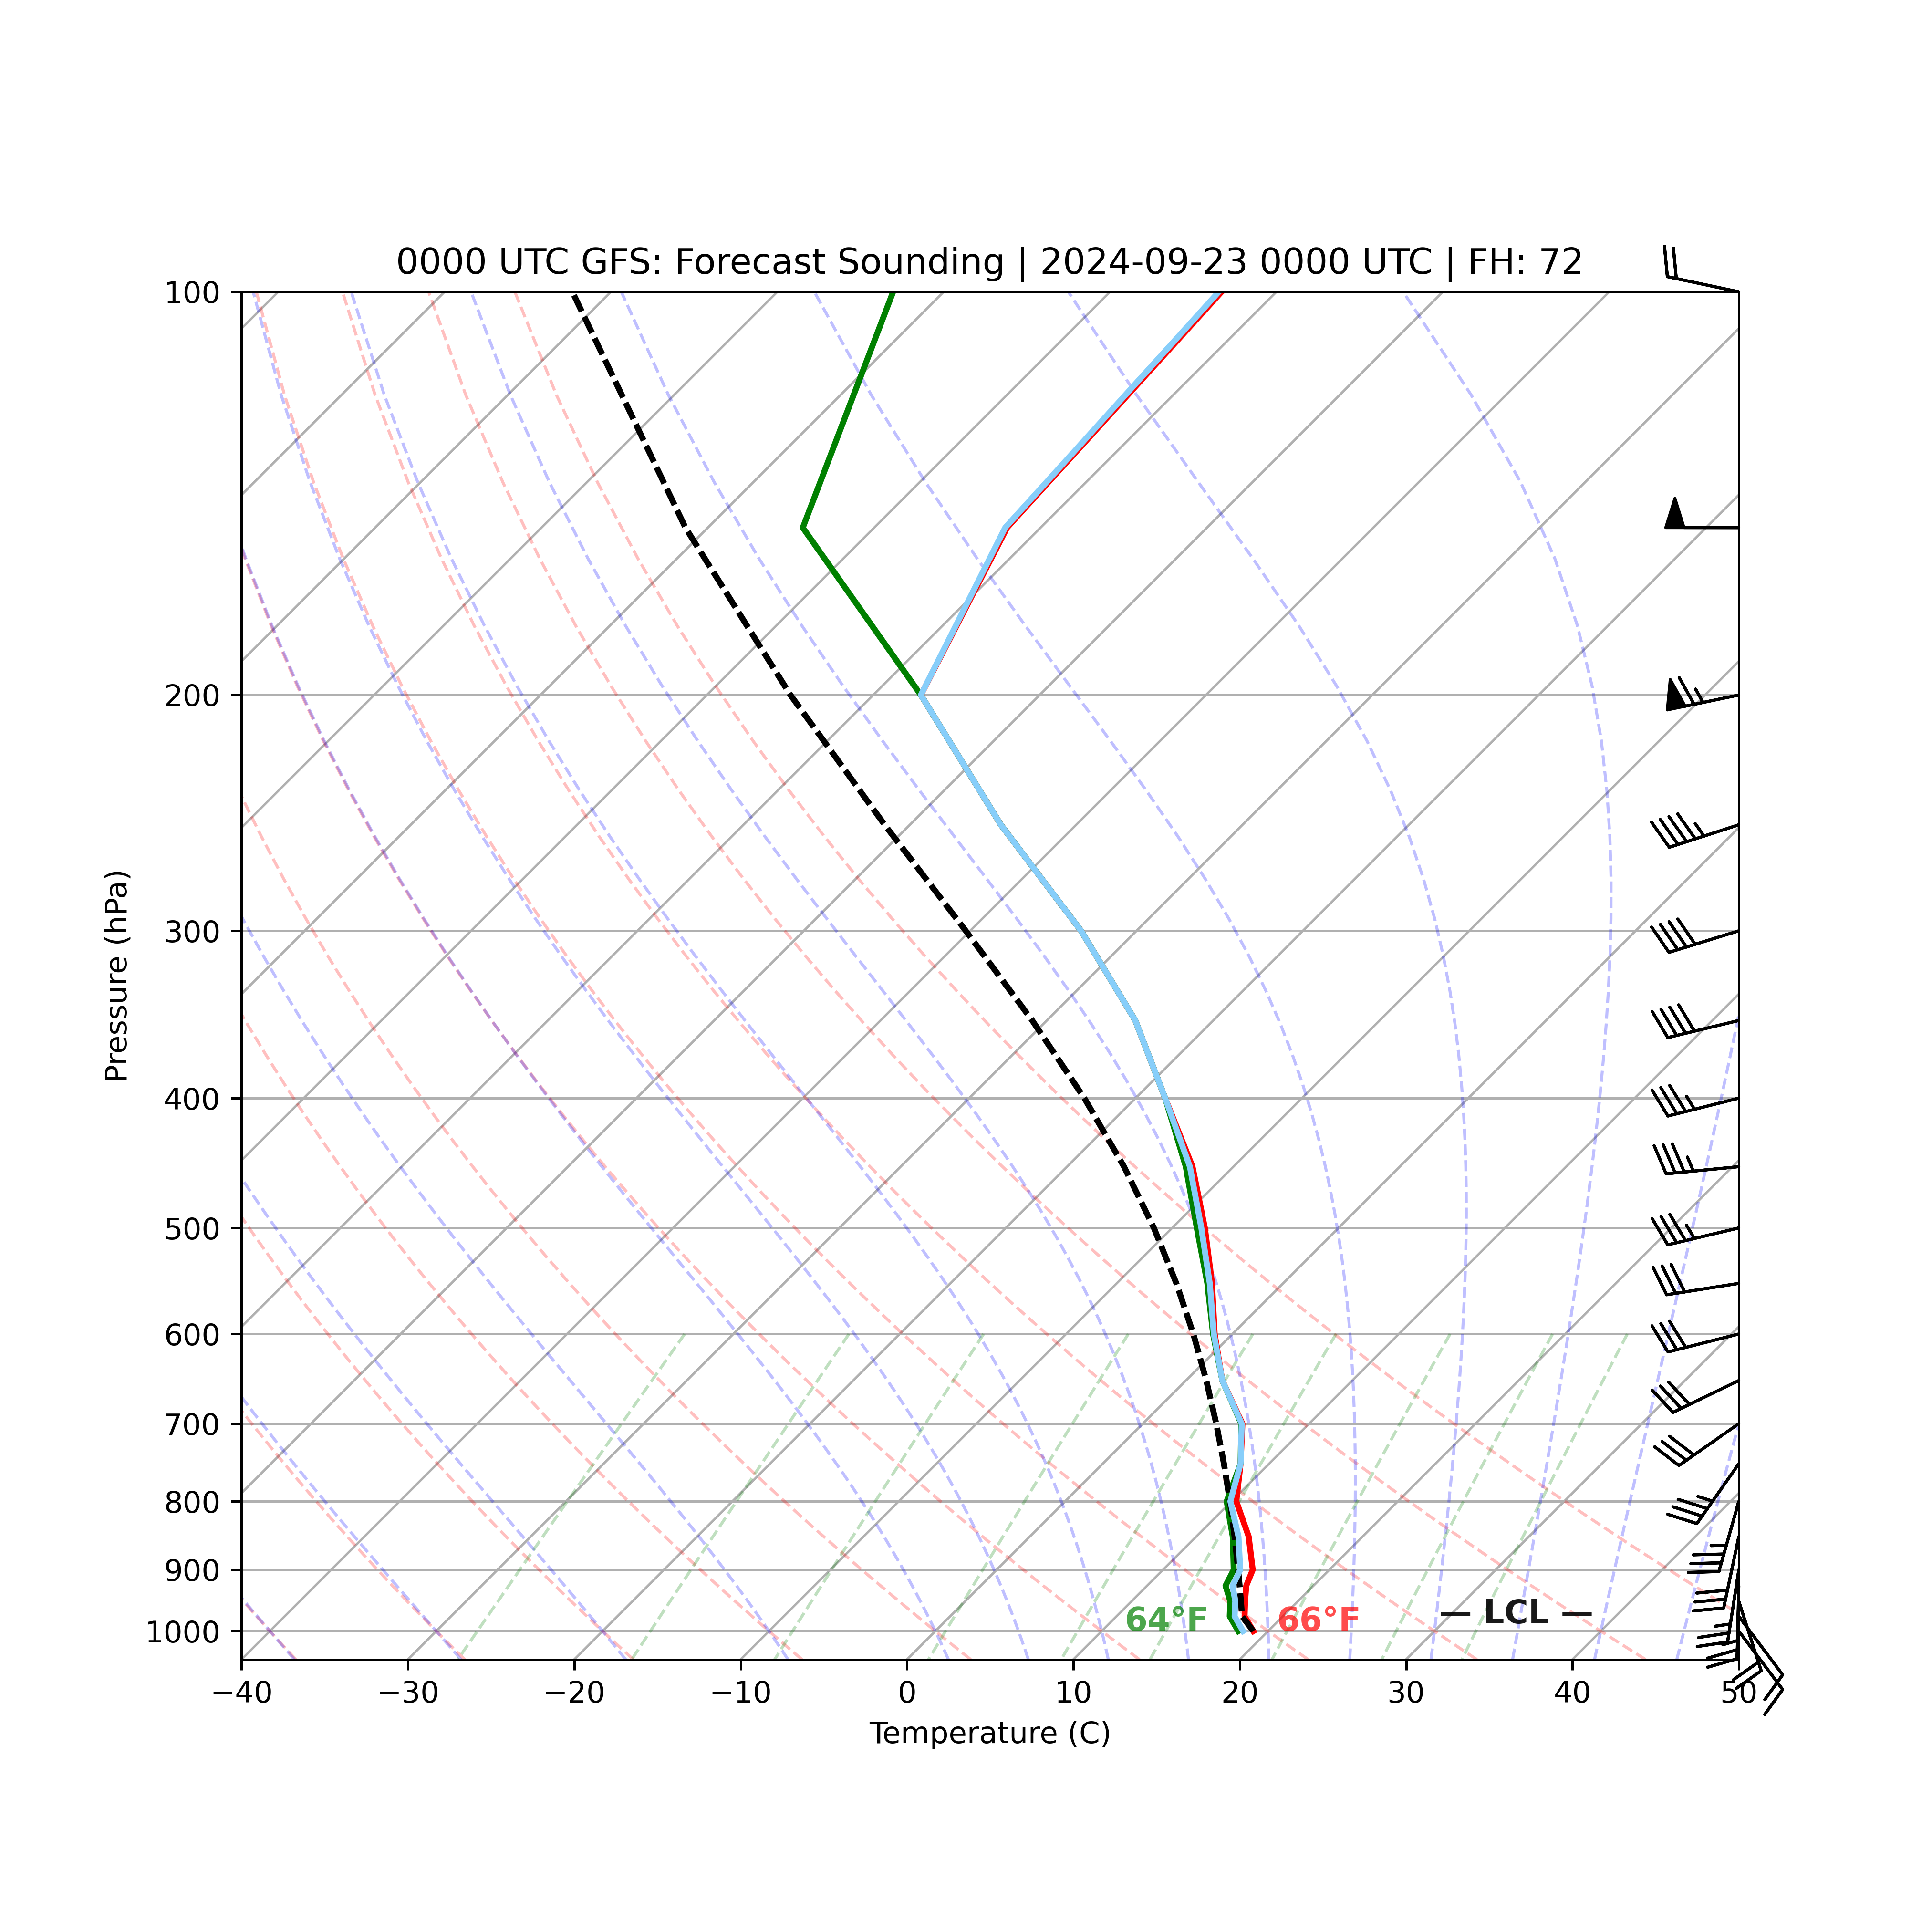 0000 UTC GFS: Forecast Sounding | 2024-09-23 0000 UTC | FH: 72
100
200
300
400
500
600
700
800
900
1000
Pressure (hPa)
64°F 66°F — LCL —
−40 −30 −20 −10 0 10 20 30 40 50
Temperature (C)